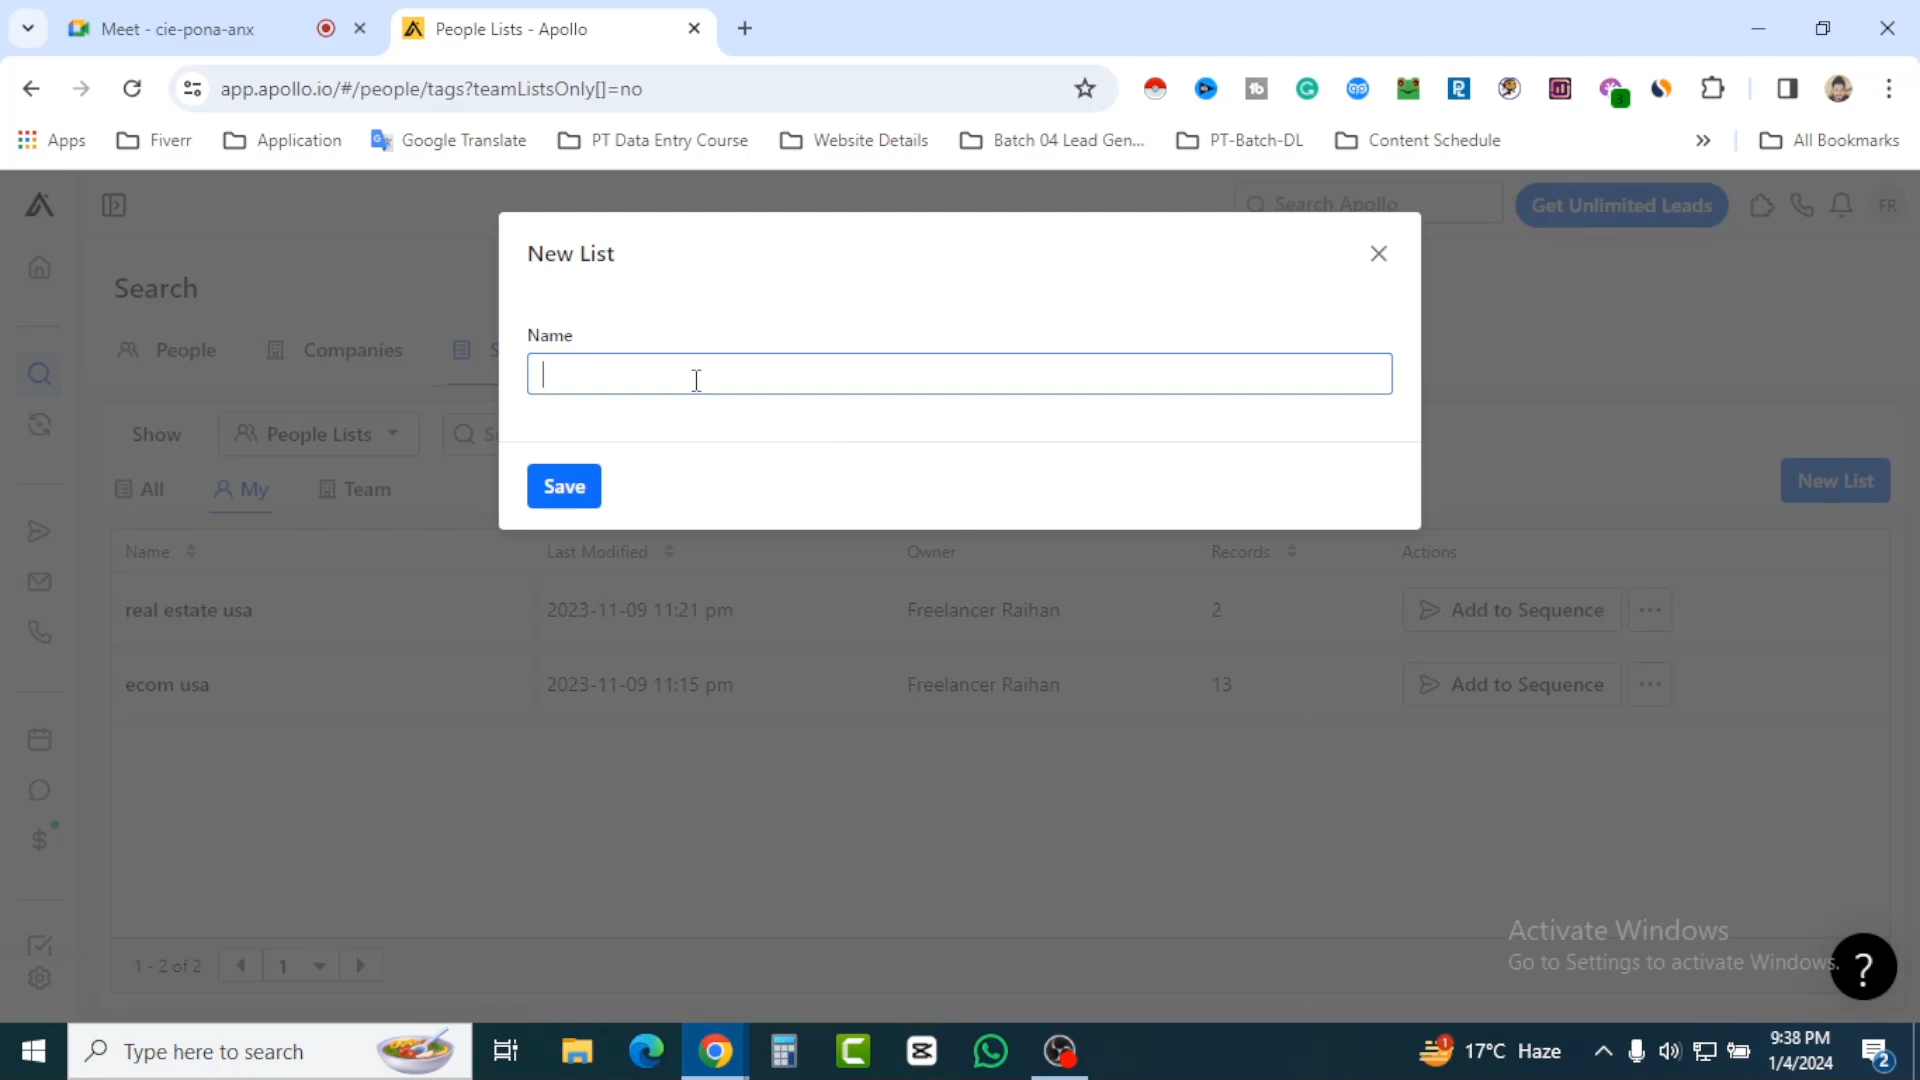 Meet - cie-pona-anx
People Lists - Apollo
app.apollo.io/#/people/tags?teamListsOnly[]=no
Apps
Fiverr
Application
Google Translate
PT Data Entry Course
Website Details
Batch 04 Lead Gen...
PT-Batch-DL
Content Schedule
All Bookmarks
Search Apollo
Get Unlimited Leads
FR
New List
Search
Name
People
Companies
S
Show
People Lists
Save
All
My
Team
New List
Name
Last Modified
Owner
Records
Actions
real estate usa
2023-11-09 11:21 pm
Freelancer Raihan
2
Add to Sequence
ecom usa
2023-11-09 11:15 pm
Freelancer Raihan
13
Add to Sequence
1 - 2 of 2
1
Activate Windows
Go to Settings to activate Windows.
Type here to search
17°C Haze
9:38 PM
1/4/2024
2